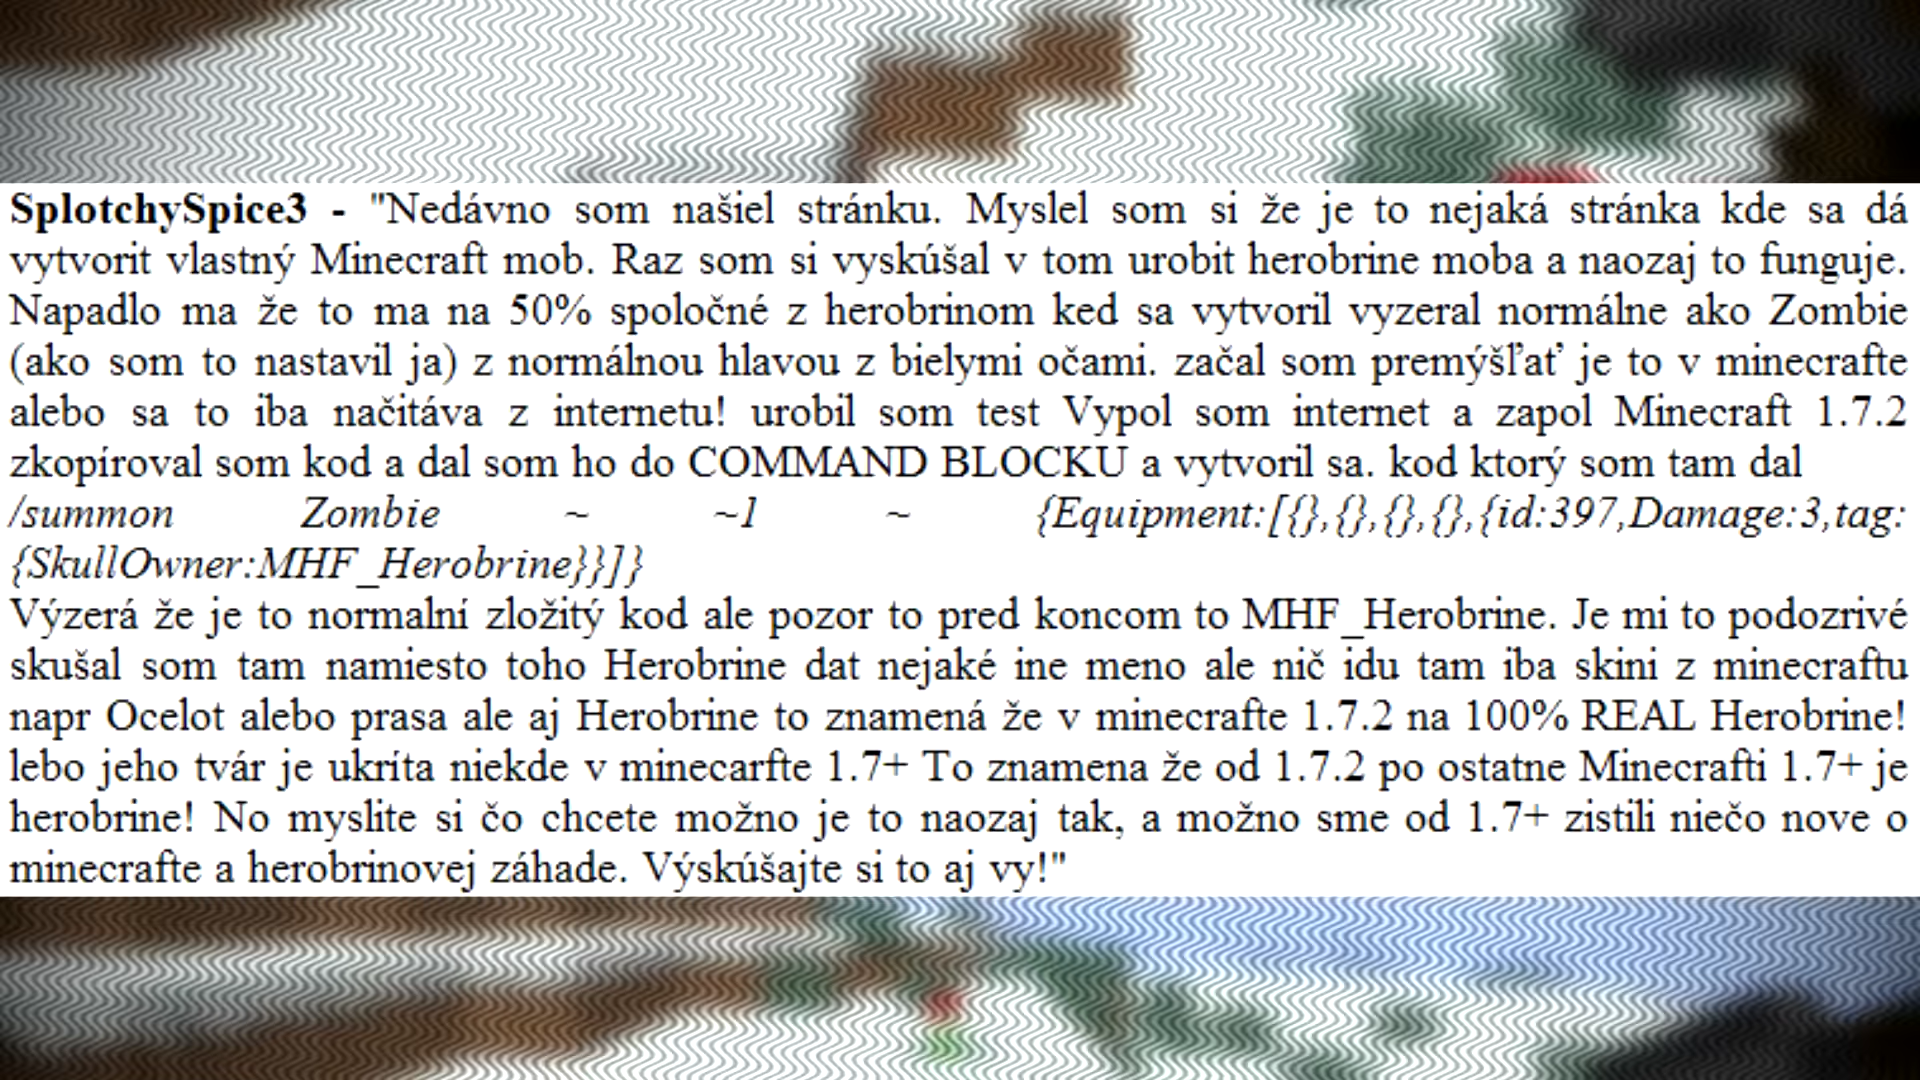 SplotchySpice3 - "Nedávno som našiel stránku. Myslel som si že je to nejaká stránka kde sa dá
vytvorit vlastný Minecraft mob. Raz som si vyskúšal v tom urobit herobrine moba a naozaj to funguje.
Napadlo ma že to ma na 50% spoločné z herobrinom ked sa vytvoril vyzeral normálne ako Zombie
(ako som to nastavil ja) z normálnou hlavou z bielymi očami. začal som premýšľať je to v minecrafte
alebo sa to iba načitáva z internetu! urobil som test Vypol som internet a zapol Minecraft 1.7.2
zkopíroval som kod a dal som ho do COMMAND BLOCKU a vytvoril sa. kod ktorý som tam dal
/summon Zombie ~ ~1 ~ {Equipment:[{},{},{},{},{id:397,Damage:3,tag:
{SkullOwner:MHF_Herobrine}}]}
Výzerá že je to normalní zložitý kod ale pozor to pred koncom to MHF_Herobrine. Je mi to podozrivé
skušal som tam namiesto toho Herobrine dat nejaké ine meno ale nič idu tam iba skini z minecraftu
napr Ocelot alebo prasa ale aj Herobrine to znamená že v minecrafte 1.7.2 na 100% REAL Herobrine!
lebo jeho tvár je ukríta niekde v minecarfte 1.7+ To znamena že od 1.7.2 po ostatne Minecrafti 1.7+ je
herobrine! No myslite si čo chcete možno je to naozaj tak, a možno sme od 1.7+ zistili niečo nove o
minecrafte a herobrinovej záhade. Výskúšajte si to aj vy!"